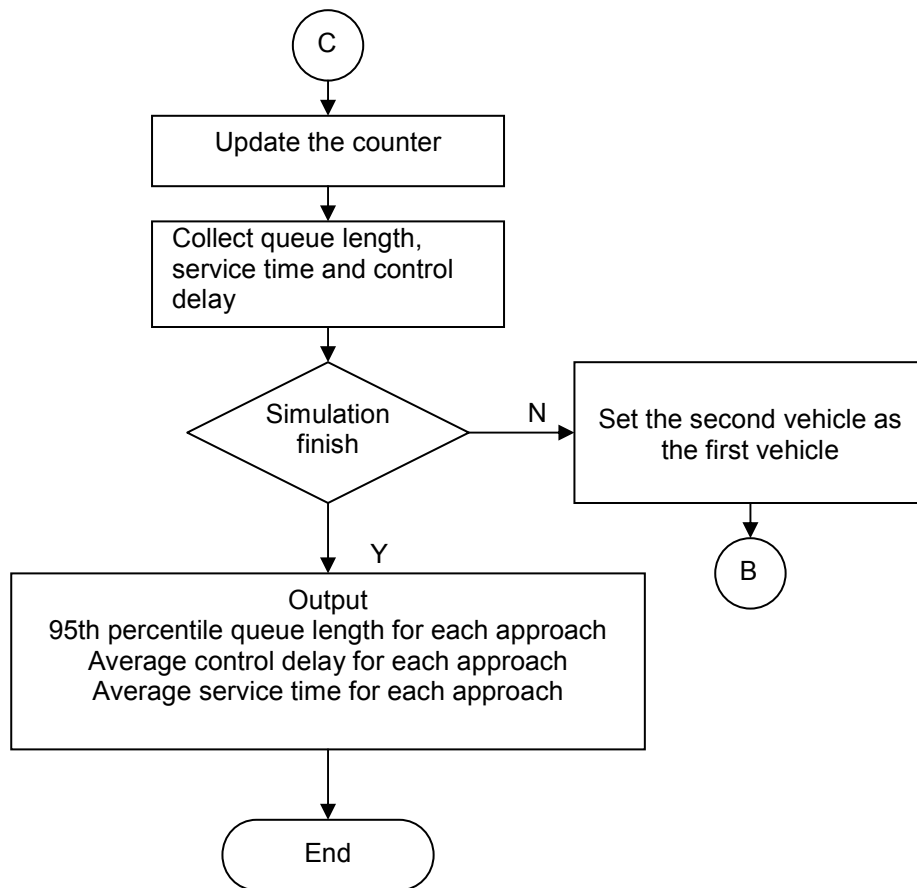 C
Update the counter
Collect queue length,
service time and control
delay
Simulation
finish
N
Set the second vehicle as
the first vehicle
Y
B
Output
95th percentile queue length for each approach
Average control delay for each approach
Average service time for each approach
End